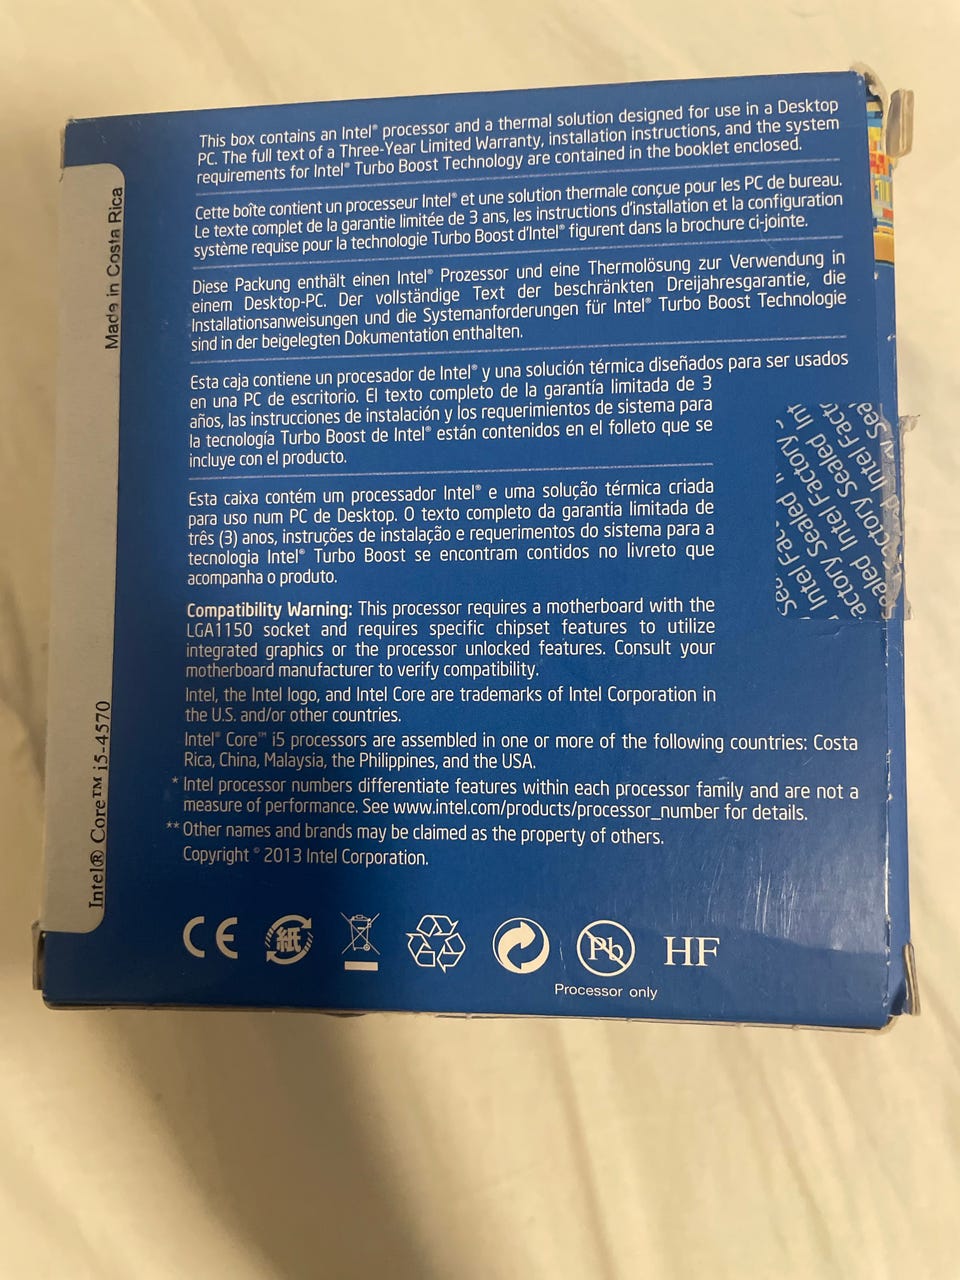 This box contains an Intel® processor and a thermal solution designed for use in a Desktop
PC. The full text of a Three-Year Limited Warranty, installation instructions, and the system
requirements for Intel® Turbo Boost Technology are contained in the booklet enclosed.
Cette boîte contient un processeur Intel® et une solution thermale conçue pour les PC de bureau.
Le texte complet de la garantie limitée de 3 ans, les instructions d'installation et la configuration
système requise pour la technologie Turbo Boost d'Intel® figurent dans la brochure ci-jointe.
Diese Packung enthält einen Intel® Prozessor und eine Thermolösung zur Verwendung in
einem Desktop-PC. Der vollständige Text der beschränkten Dreijahresgarantie, die
Installationsanweisungen und die Systemanforderungen für Intel® Turbo Boost Technologie
sind in der beigelegten Dokumentation enthalten.
Esta caja contiene un procesador de Intel® y una solución térmica diseñados para ser usados
en una PC de escritorio. El texto completo de la garantía limitada de 3
años, las instrucciones de instalación y los requerimientos de sistema para
la tecnología Turbo Boost de Intel® están contenidos en el folleto que se
incluye con el producto.
Esta caixa contém um processador Intel® e uma solução térmica criada
para uso num PC de Desktop. O texto completo da garantia limitada de
três (3) anos, instruções de instalação e requerimentos do sistema para a
tecnologia Intel® Turbo Boost se encontram contidos no livreto que
acompanha o produto.
Compatibility Warning: This processor requires a motherboard with the
LGA1150 socket and requires specific chipset features to utilize
integrated graphics or the processor unlocked features. Consult your
motherboard manufacturer to verify compatibility.
Intel, the Intel logo, and Intel Core are trademarks of Intel Corporation in
the U.S. and/or other countries.
Intel® Core™ i5 processors are assembled in one or more of the following countries: Costa
Rica, China, Malaysia, the Philippines, and the USA.
* Intel processor numbers differentiate features within each processor family and are not a
measure of performance. See www.intel.com/products/processor_number for details.
** Other names and brands may be claimed as the property of others.
Copyright © 2013 Intel Corporation.
CE 紙 Pb HF
Processor only
Made in Costa Rica
Intel® Core™ i5-4570
Intel Factory
Factory Sealed Int
actory Sealed Intel Factory
Sealed Intel Factory Sealed